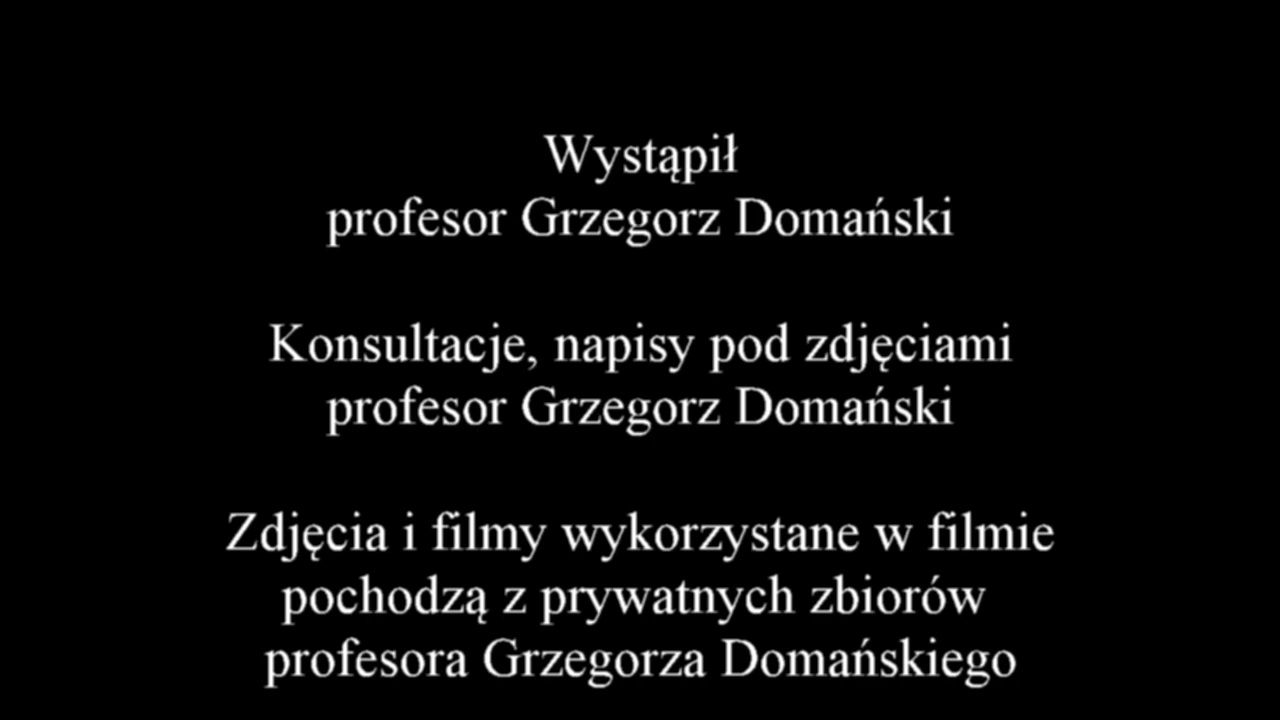 Wystąpił
profesor Grzegorz Domański
Konsultacje, napisy pod zdjęciami
profesor Grzegorz Domański
Zdjęcia i filmy wykorzystane w filmie
pochodzą z prywatnych zbiorów
profesora Grzegorza Domańskiego